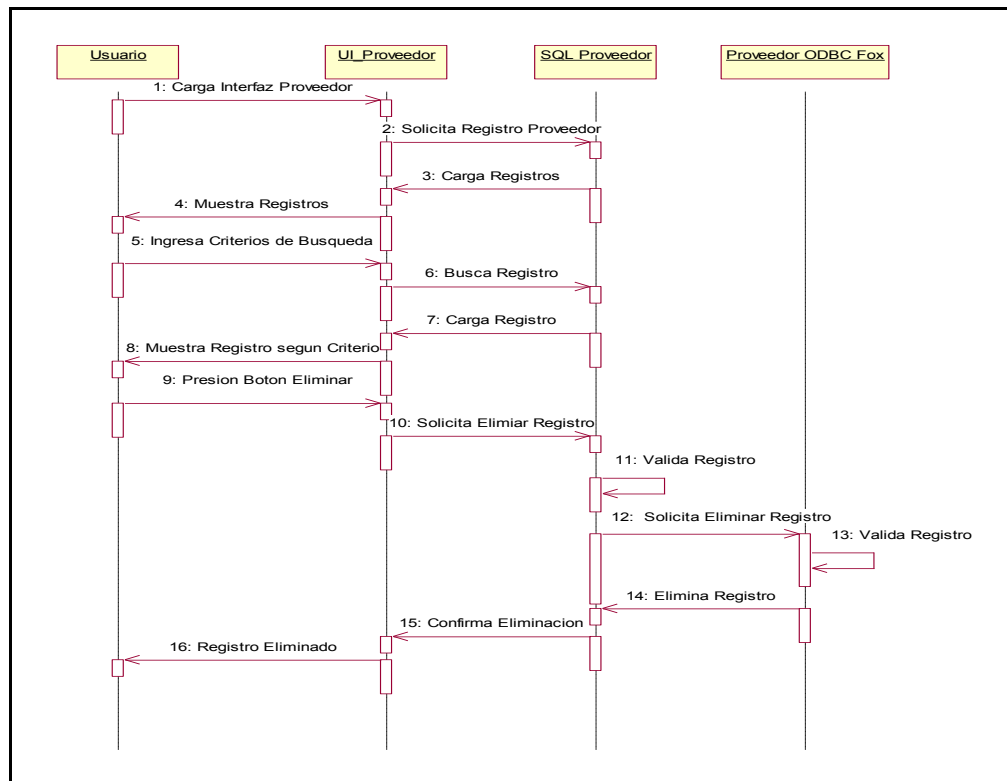 Usuario
UI_Proveedor
SQL Proveedor
Proveedor ODBC Fox
1: Carga Interfaz Proveedor
2: Solicita Registro Proveedor
3: Carga Registros
4: Muestra Registros
5: Ingresa Criterios de Busqueda
6: Busca Registro
7: Carga Registro
8: Muestra Registro segun Criterio
9: Presion Boton Eliminar
10: Solicita Elimiar Registro
11: Valida Registro
12: Solicita Eliminar Registro
13: Valida Registro
14: Elimina Registro
15: Confirma Eliminacion
16: Registro Eliminado